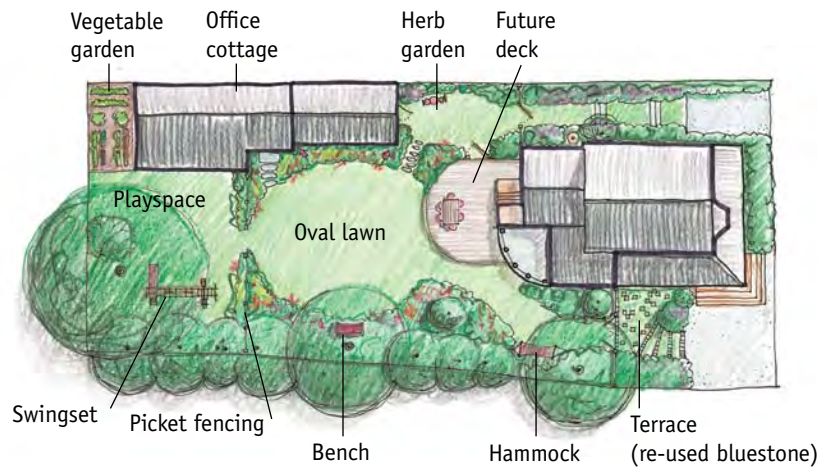 Vegetable
garden
Office
cottage
Herb
garden
Future
deck
Playspace
Oval lawn
Swingset
Picket fencing
Bench
Hammock
Terrace
(re-used bluestone)